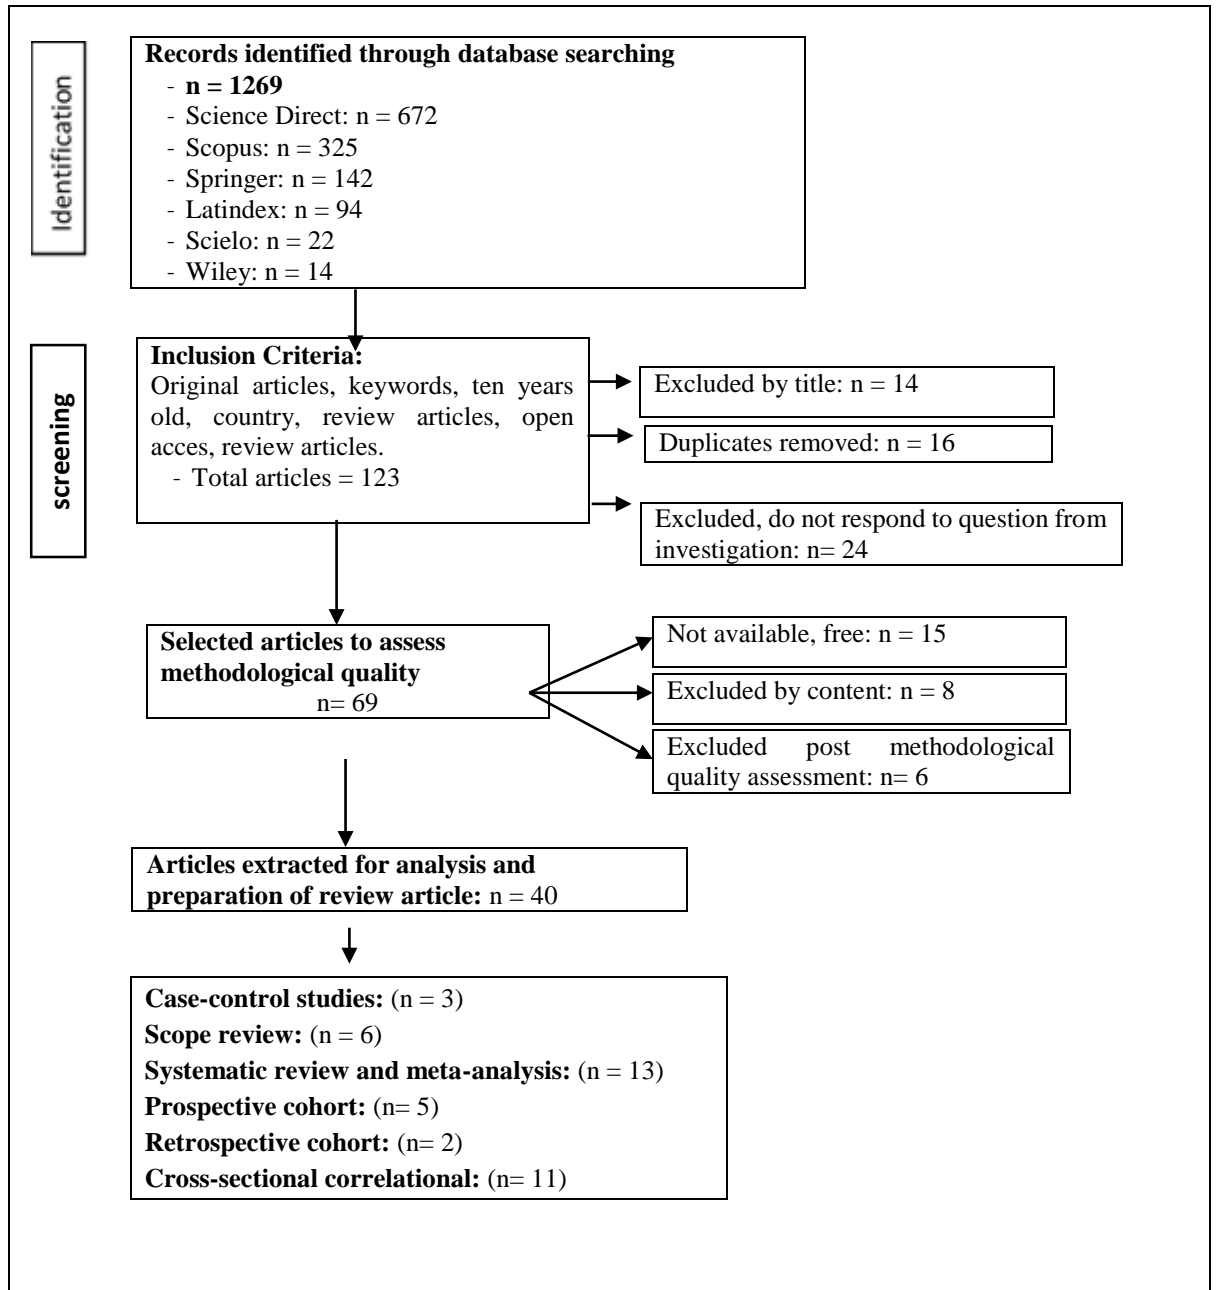 Identification
Records identified through database searching
- n = 1269
- Science Direct: n = 672
- Scopus: n = 325
- Springer: n = 142
- Latindex: n = 94
- Scielo: n = 22
- Wiley: n = 14
screening
Inclusion Criteria:
Original articles, keywords, ten years
old, country, review articles, open
acces, review articles.
- Total articles = 123
Excluded by title: n = 14
Duplicates removed: n = 16
Excluded, do not respond to question from
investigation: n= 24
Selected articles to assess
methodological quality
n= 69
Not available, free: n = 15
Excluded by content: n = 8
Excluded post methodological
quality assessment: n= 6
Articles extracted for analysis and
preparation of review article: n = 40
Case-control studies: (n = 3)
Scope review: (n = 6)
Systematic review and meta-analysis: (n = 13)
Prospective cohort: (n= 5)
Retrospective cohort: (n= 2)
Cross-sectional correlational: (n= 11)